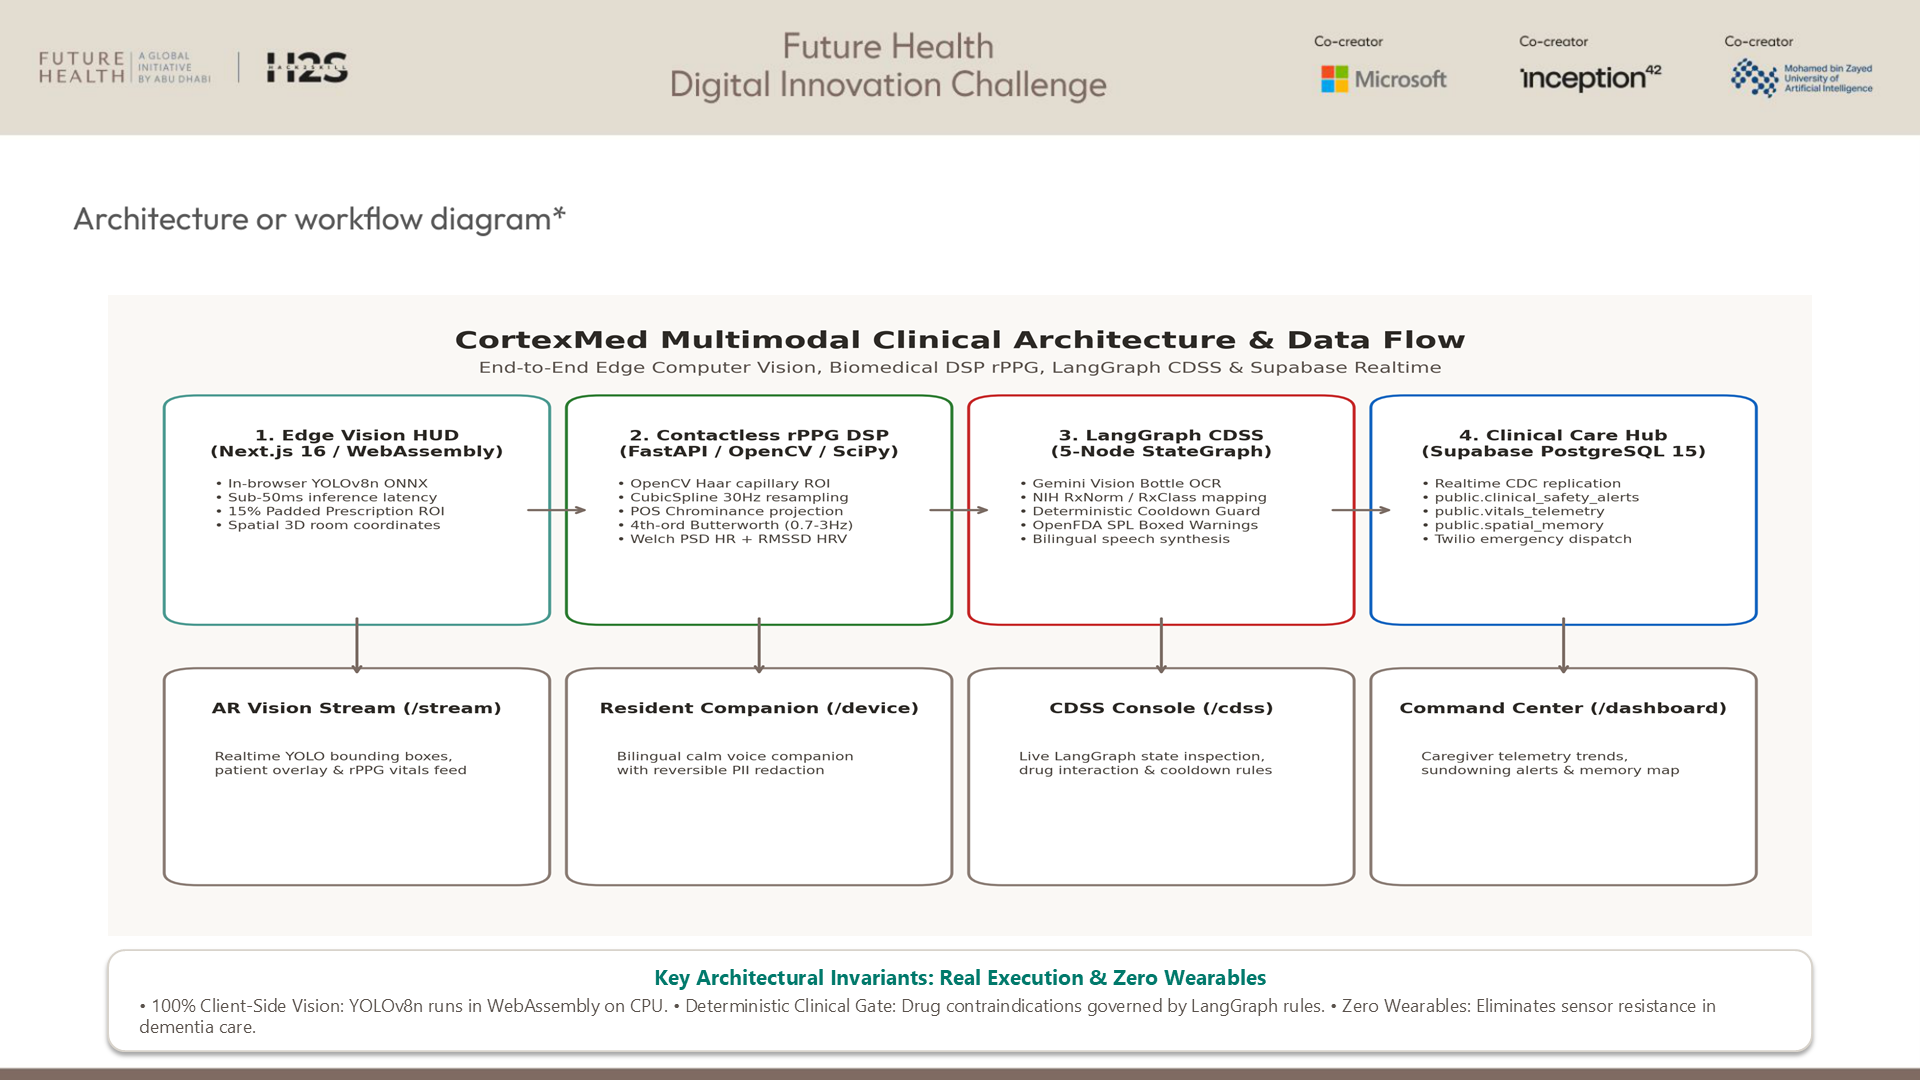 FUTURE HEALTH
A GLOBAL INITIATIVE BY ABU DHABI
H2S
HACK2SKILL
Future Health
Digital Innovation Challenge
Co-creator
Microsoft
Co-creator
inception42
Co-creator
Mohamed bin Zayed
University of
Artificial Intelligence
Architecture or workflow diagram*
CortexMed Multimodal Clinical Architecture & Data Flow
End-to-End Edge Computer Vision, Biomedical DSP rPPG, LangGraph CDSS & Supabase Realtime
1. Edge Vision HUD
(Next.js 16 / WebAssembly)
• In-browser YOLOv8n ONNX
• Sub-50ms inference latency
• 15% Padded Prescription ROI
• Spatial 3D room coordinates
2. Contactless rPPG DSP
(FastAPI / OpenCV / SciPy)
• OpenCV Haar capillary ROI
• CubicSpline 30Hz resampling
• POS Chrominance projection
• 4th-ord Butterworth (0.7-3Hz)
• Welch PSD HR + RMSSD HRV
3. LangGraph CDSS
(5-Node StateGraph)
• Gemini Vision Bottle OCR
• NIH RxNorm / RxClass mapping
• Deterministic Cooldown Guard
• OpenFDA SPL Boxed Warnings
• Bilingual speech synthesis
4. Clinical Care Hub
(Supabase PostgreSQL 15)
• Realtime CDC replication
• public.clinical_safety_alerts
• public.vitals_telemetry
• public.spatial_memory
• Twilio emergency dispatch
AR Vision Stream (/stream)
Realtime YOLO bounding boxes,
patient overlay & rPPG vitals feed
Resident Companion (/device)
Bilingual calm voice companion
with reversible PII redaction
CDSS Console (/cdss)
Live LangGraph state inspection,
drug interaction & cooldown rules
Command Center (/dashboard)
Caregiver telemetry trends,
sundowning alerts & memory map
Key Architectural Invariants: Real Execution & Zero Wearables
• 100% Client-Side Vision: YOLOv8n runs in WebAssembly on CPU. • Deterministic Clinical Gate: Drug contraindications governed by LangGraph rules. • Zero Wearables: Eliminates sensor resistance in
dementia care.